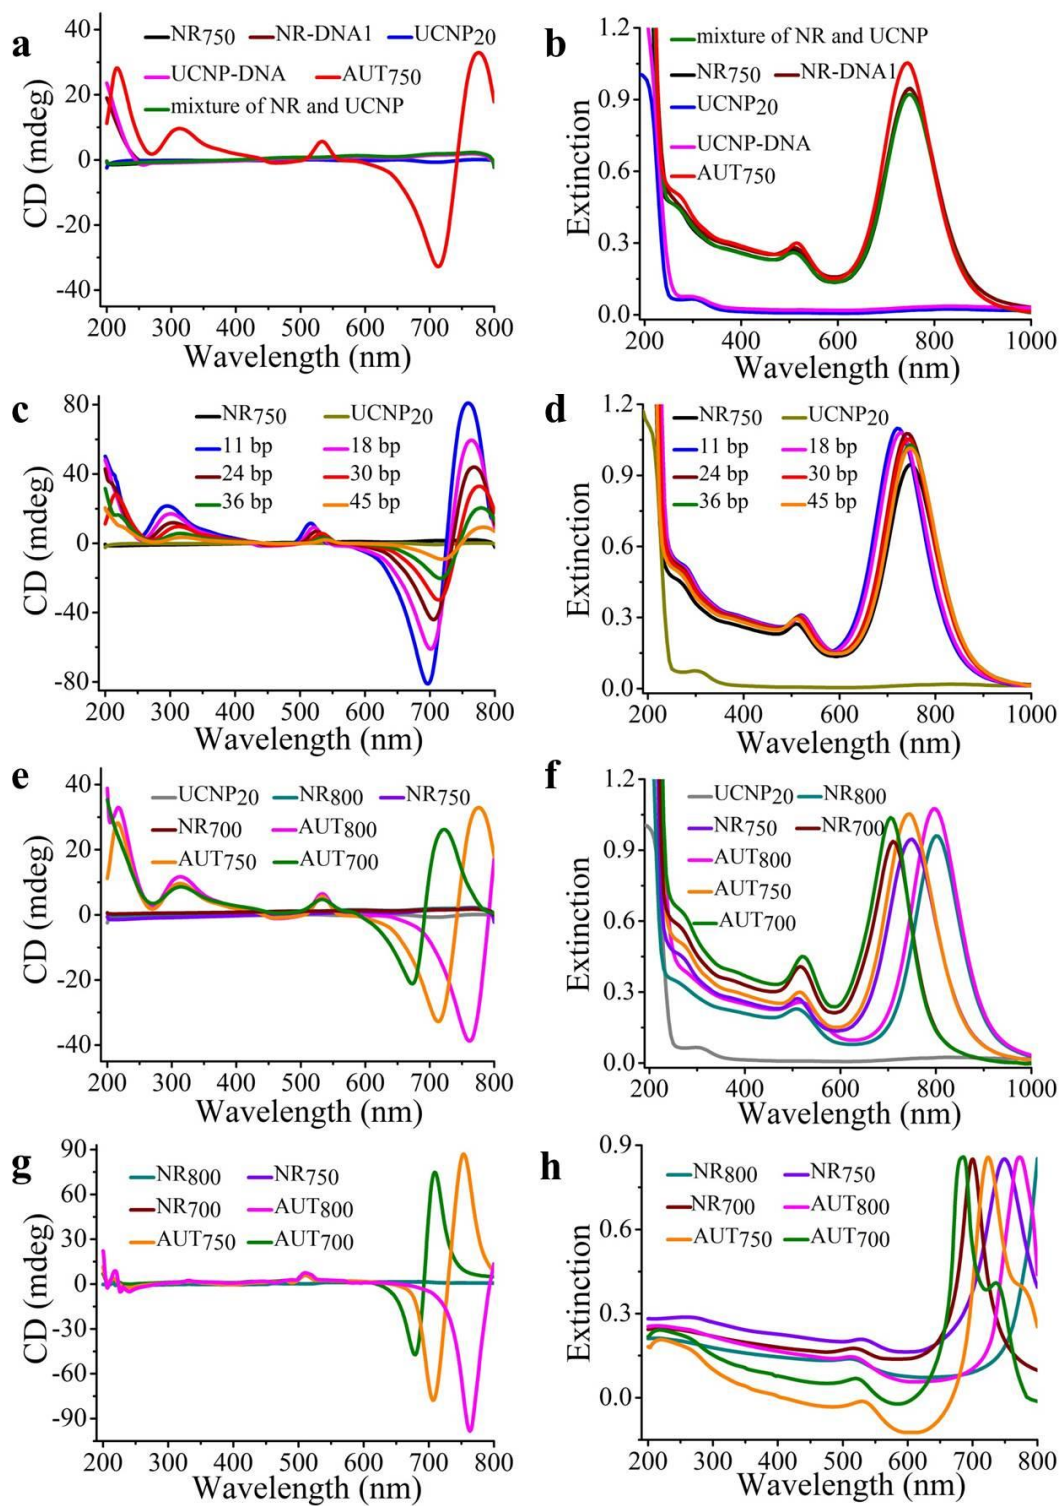 a
NR750 NR-DNA1 UCNP20
UCNP-DNA AUT750
mixture of NR and UCNP
CD (mdeg)
40
20
0
-20
-40
200 300 400 500 600 700 800
Wavelength (nm)
b
mixture of NR and UCNP
NR750 NR-DNA1
UCNP20
UCNP-DNA
AUT750
Extinction
1.2
0.9
0.6
0.3
0.0
200 400 600 800 1000
Wavelength (nm)
c
NR750 UCNP20
11 bp 18 bp
24 bp 30 bp
36 bp 45 bp
CD (mdeg)
80
40
0
-40
-80
200 300 400 500 600 700 800
Wavelength (nm)
d
NR750 UCNP20
11 bp 18 bp
24 bp 30 bp
36 bp 45 bp
Extinction
1.2
0.9
0.6
0.3
0.0
200 400 600 800 1000
Wavelength (nm)
e
UCNP20 NR800 NR750
NR700 AUT800
AUT750 AUT700
CD (mdeg)
40
20
0
-20
-40
200 300 400 500 600 700 800
Wavelength (nm)
f
UCNP20 NR800
NR750 NR700
AUT800
AUT750
AUT700
Extinction
1.2
0.9
0.6
0.3
0.0
200 400 600 800 1000
Wavelength (nm)
g
NR800 NR750
NR700 AUT800
AUT750 AUT700
CD (mdeg)
90
60
30
0
-30
-60
-90
200 300 400 500 600 700 800
Wavelength (nm)
h
NR800 NR750
NR700 AUT800
AUT750 AUT700
Extinction
0.9
0.6
0.3
0.0
200 300 400 500 600 700 800
Wavelength (nm)